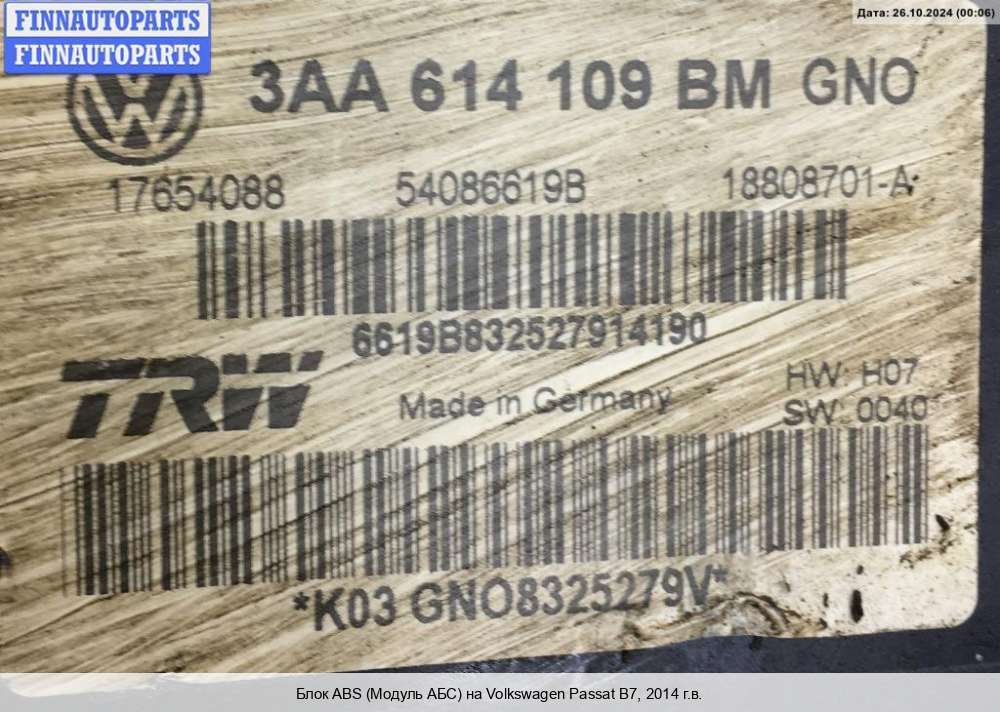 FINNAUTOPARTS
FINNAUTOPARTS
Дата: 26.10.2024 (00:06)
3AA 614 109 BM GNO
17654088 54086619B 18808701-A
6619B832527914190
TRW
Made in Germany
HW: H07
SW: 0040
*K03 GNO8325279V*
Блок ABS (Модуль АБС) на Volkswagen Passat B7, 2014 г.в.